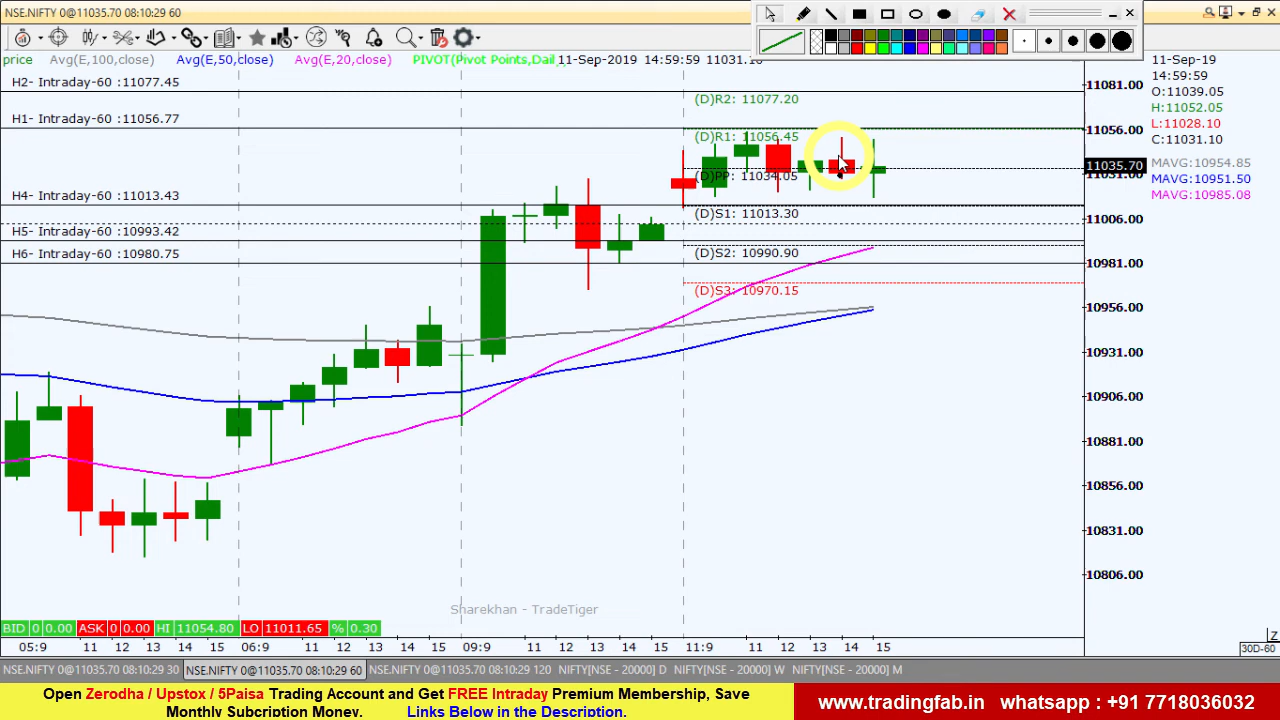 NSE.NIFTY 0@11035.70 08:10:29 60
price Avg(E,100,close) Avg(E,50,close) Avg(E,20,close) PIVOT(Pivot Points,Daily) 11-Sep-2019 14:59:59 11031.10
11-Sep-19
14:59:59
O:11039.05
H:11052.05
L:11028.10
C:11031.10
MAVG:10954.85
MAVG:10951.50
MAVG:10985.08
H2- Intraday-60 :11077.45
H1- Intraday-60 :11056.77
H4- Intraday-60 :11013.43
H5- Intraday-60 :10993.42
H6- Intraday-60 :10980.75
(D)R2: 11077.20
(D)R1: 11056.45
(D)PP: 11034.05
(D)S1: 11013.30
(D)S2: 10990.90
(D)S3: 10970.15
11081.00
11056.00
11035.70
11031.00
11006.00
10981.00
10956.00
10931.00
10906.00
10881.00
10856.00
10831.00
10806.00
Sharekhan - TradeTiger
BID 0 0.00 ASK 0 0.00 HI 11054.80 LO 11011.65 % 0.30
Z
05:9 11 12 13 14 15 06:9 11 12 13 14 15 09:9 11 12 13 14 15 11:9 11 12 13 14 15
30D-60
NSE.NIFTY 0@11035.70 08:10:29 30 NSE.NIFTY 0@11035.70 08:10:29 60 NSE.NIFTY 0@11035.70 08:10:29 120 NIFTY[NSE - 20000] D NIFTY[NSE - 20000] W NIFTY[NSE - 20000] M
Open Zerodha / Upstox / 5Paisa Trading Account and Get FREE Intraday Premium Membership, Save
Monthly Subcription Money. Links Below in the Description.
www.tradingfab.in whatsapp : +91 7718036032